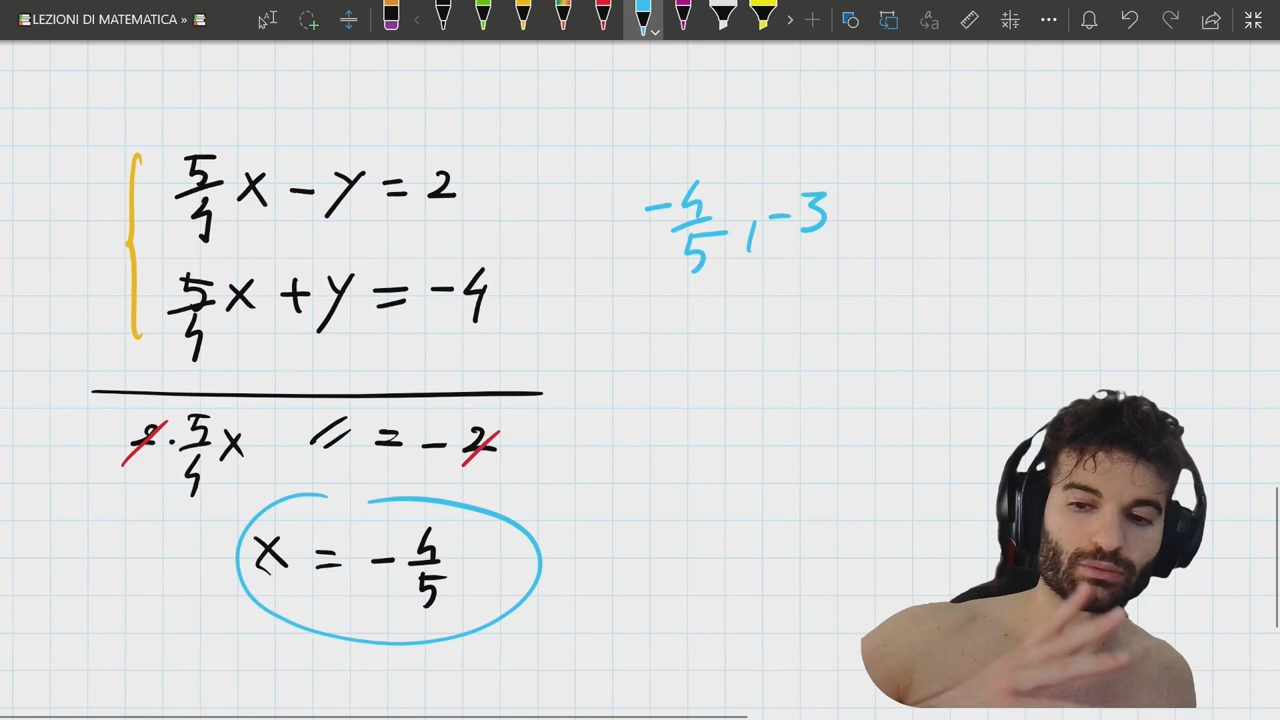 LEZIONI DI MATEMATICA »
5/4 x - y = 2
5/4 x + y = -4
2 · 5/4 x // = - 2
x = - 4/5
- 4/5 , -3